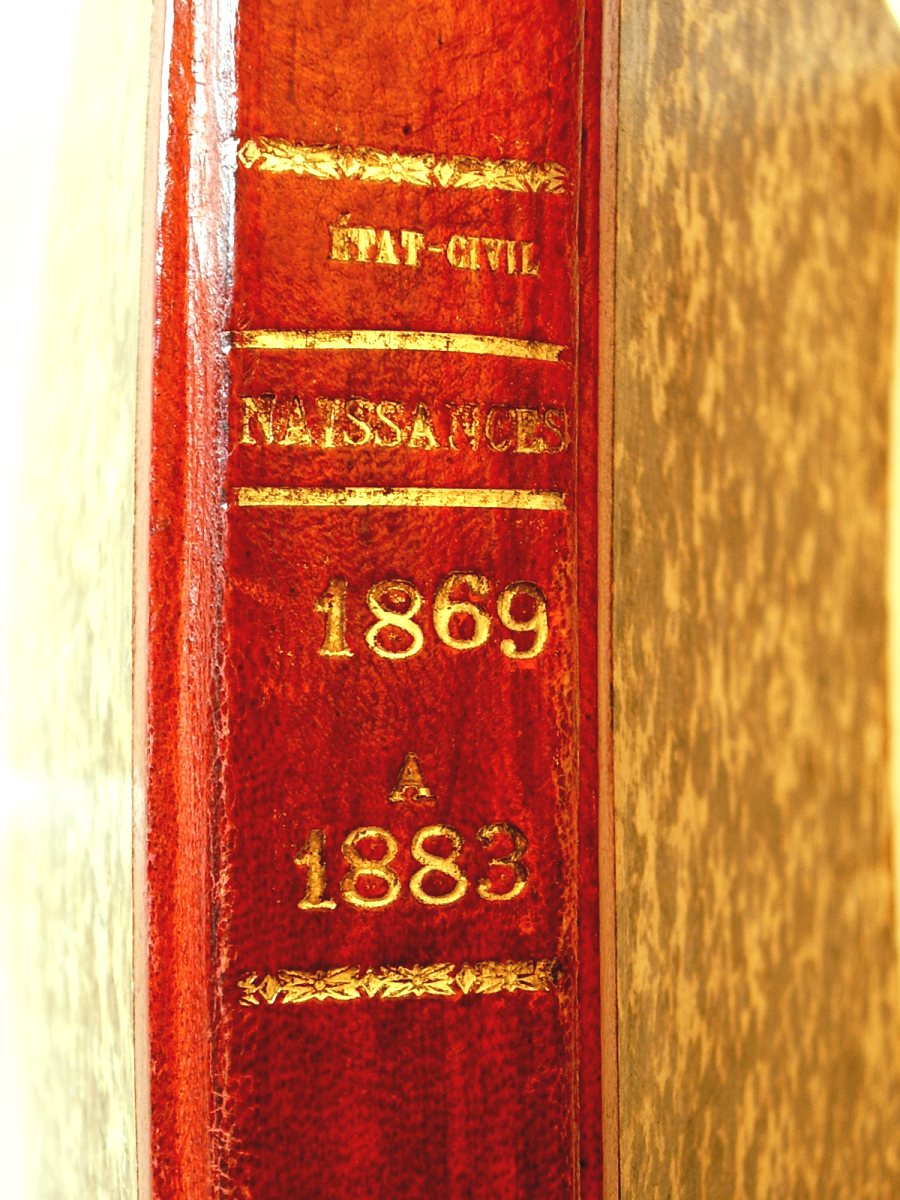 ÉTAT-CIVIL
NAISSANCES
1869
A
1883